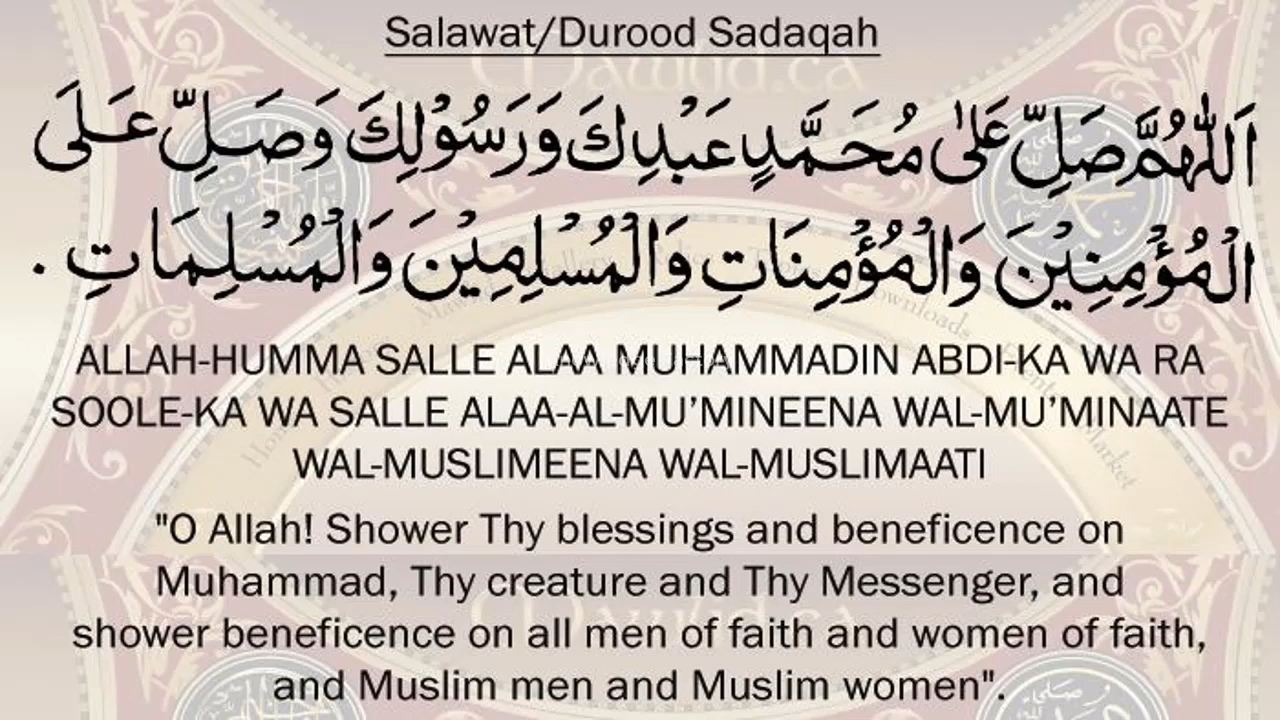 Salawat/Durood Sadaqah
اَللّٰهُمَّ صَلِّ عَلٰى مُحَمَّدٍ عَبْدِكَ وَرَسُوْلِكَ وَصَلِّ عَلَى
الْمُؤْمِنِيْنَ وَالْمُؤْمِنَاتِ وَالْمُسْلِمِيْنَ وَالْمُسْلِمَاتِ .
ALLAH-HUMMA SALLE ALAA MUHAMMADIN ABDI-KA WA RA
SOOLE-KA WA SALLE ALAA-AL-MU’MINEENA WAL-MU’MINAATE
WAL-MUSLIMEENA WAL-MUSLIMAATI
"O Allah! Shower Thy blessings and beneficence on
Muhammad, Thy creature and Thy Messenger, and
shower beneficence on all men of faith and women of faith,
and Muslim men and Muslim women".